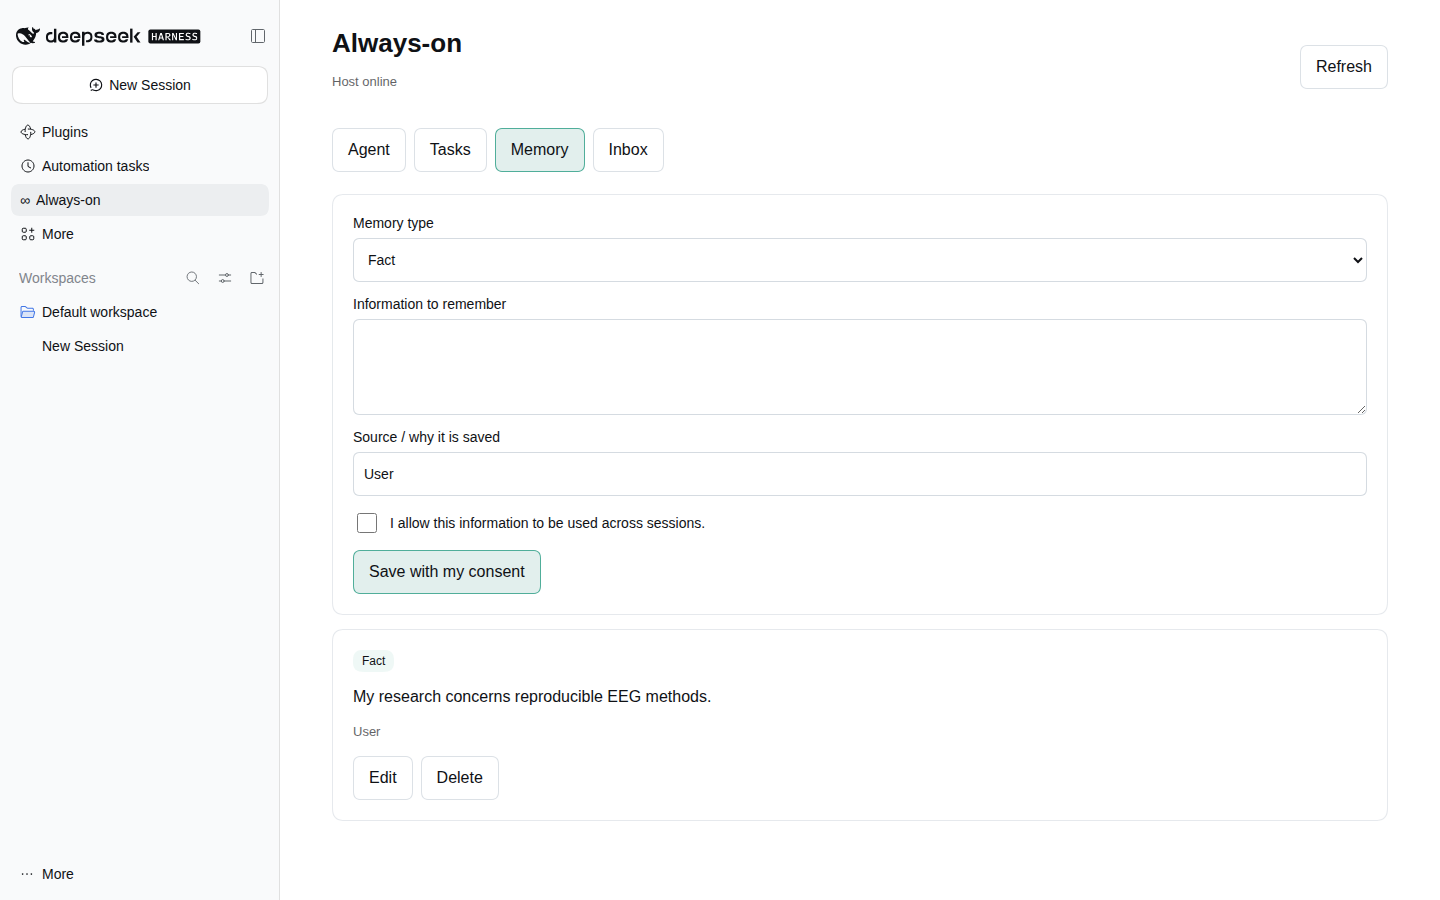 deepseek HARNESS
New Session
Plugins
Automation tasks
∞ Always-on
More
Workspaces
Default workspace
New Session
More
Always-on
Host online
Refresh
Agent Tasks Memory Inbox
Memory type
Fact
Information to remember
Source / why it is saved
User
I allow this information to be used across sessions.
Save with my consent
Fact
My research concerns reproducible EEG methods.
User
Edit Delete